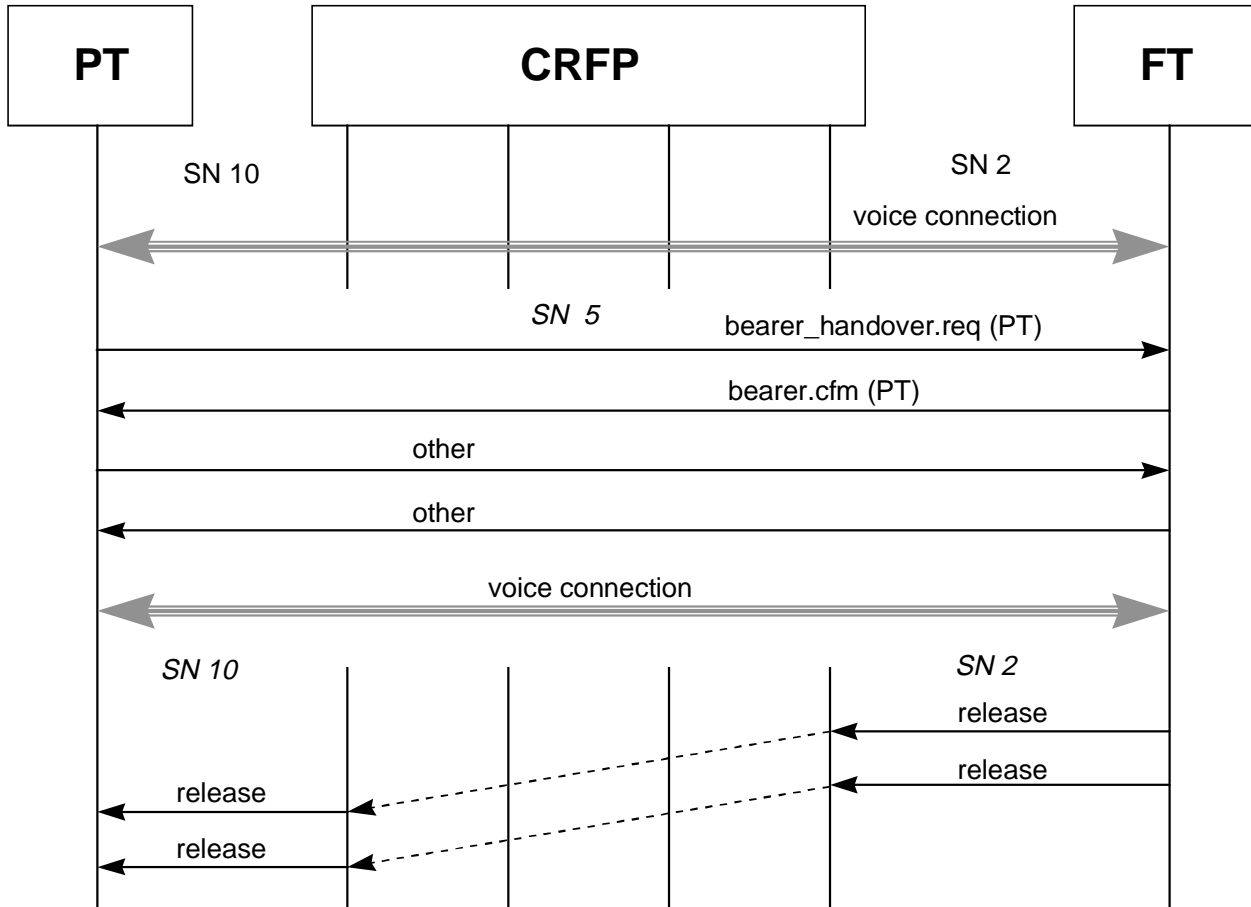 PT
CRFP
FT
SN 10
SN 2
voice connection
SN 5
bearer_handover.req (PT)
bearer.cfm (PT)
other
other
voice connection
SN 10
SN 2
release
release
release
release